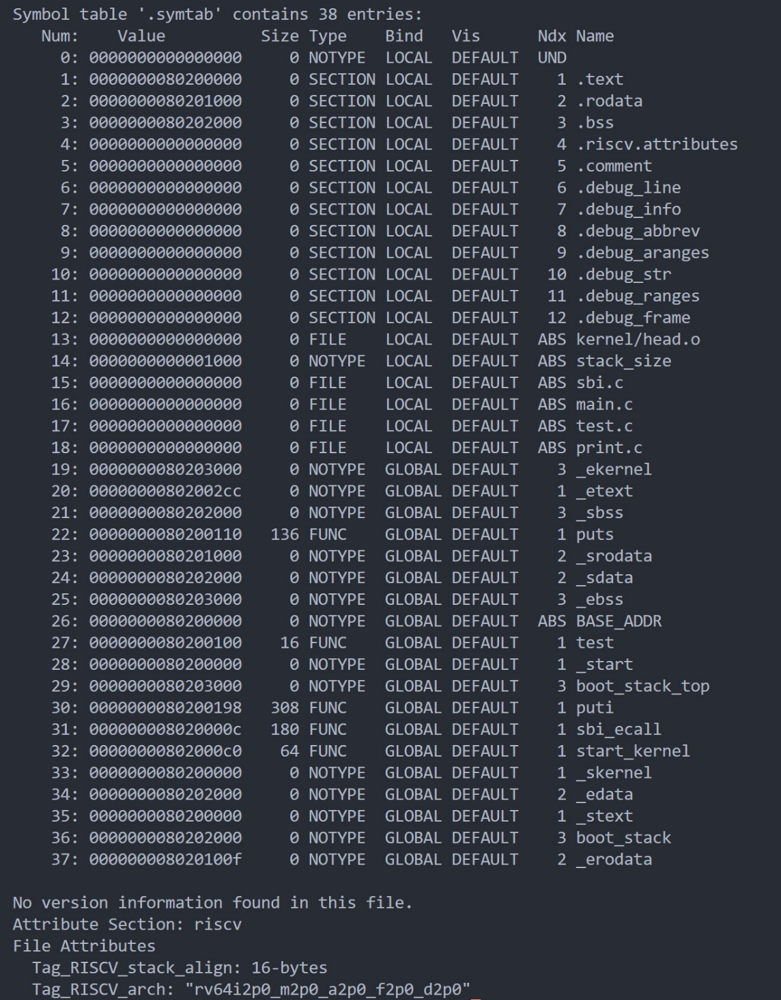 Symbol table '.symtab' contains 38 entries:
   Num:    Value          Size Type    Bind   Vis      Ndx Name
     0: 0000000000000000     0 NOTYPE  LOCAL  DEFAULT  UND
     1: 0000000080200000     0 SECTION LOCAL  DEFAULT    1 .text
     2: 0000000080201000     0 SECTION LOCAL  DEFAULT    2 .rodata
     3: 0000000080202000     0 SECTION LOCAL  DEFAULT    3 .bss
     4: 0000000000000000     0 SECTION LOCAL  DEFAULT    4 .riscv.attributes
     5: 0000000000000000     0 SECTION LOCAL  DEFAULT    5 .comment
     6: 0000000000000000     0 SECTION LOCAL  DEFAULT    6 .debug_line
     7: 0000000000000000     0 SECTION LOCAL  DEFAULT    7 .debug_info
     8: 0000000000000000     0 SECTION LOCAL  DEFAULT    8 .debug_abbrev
     9: 0000000000000000     0 SECTION LOCAL  DEFAULT    9 .debug_aranges
    10: 0000000000000000     0 SECTION LOCAL  DEFAULT   10 .debug_str
    11: 0000000000000000     0 SECTION LOCAL  DEFAULT   11 .debug_ranges
    12: 0000000000000000     0 SECTION LOCAL  DEFAULT   12 .debug_frame
    13: 0000000000000000     0 FILE    LOCAL  DEFAULT  ABS kernel/head.o
    14: 0000000000001000     0 NOTYPE  LOCAL  DEFAULT  ABS stack_size
    15: 0000000000000000     0 FILE    LOCAL  DEFAULT  ABS sbi.c
    16: 0000000000000000     0 FILE    LOCAL  DEFAULT  ABS main.c
    17: 0000000000000000     0 FILE    LOCAL  DEFAULT  ABS test.c
    18: 0000000000000000     0 FILE    LOCAL  DEFAULT  ABS print.c
    19: 0000000080203000     0 NOTYPE  GLOBAL DEFAULT    3 _ekernel
    20: 00000000802002cc     0 NOTYPE  GLOBAL DEFAULT    1 _etext
    21: 0000000080202000     0 NOTYPE  GLOBAL DEFAULT    3 _sbss
    22: 0000000080200110   136 FUNC    GLOBAL DEFAULT    1 puts
    23: 0000000080201000     0 NOTYPE  GLOBAL DEFAULT    2 _srodata
    24: 0000000080202000     0 NOTYPE  GLOBAL DEFAULT    2 _sdata
    25: 0000000080203000     0 NOTYPE  GLOBAL DEFAULT    3 _ebss
    26: 0000000080200000     0 NOTYPE  GLOBAL DEFAULT  ABS BASE_ADDR
    27: 0000000080200100    16 FUNC    GLOBAL DEFAULT    1 test
    28: 0000000080200000     0 NOTYPE  GLOBAL DEFAULT    1 _start
    29: 0000000080203000     0 NOTYPE  GLOBAL DEFAULT    3 boot_stack_top
    30: 0000000080200198   308 FUNC    GLOBAL DEFAULT    1 puti
    31: 000000008020000c   180 FUNC    GLOBAL DEFAULT    1 sbi_ecall
    32: 00000000802000c0    64 FUNC    GLOBAL DEFAULT    1 start_kernel
    33: 0000000080200000     0 NOTYPE  GLOBAL DEFAULT    1 _skernel
    34: 0000000080202000     0 NOTYPE  GLOBAL DEFAULT    2 _edata
    35: 0000000080200000     0 NOTYPE  GLOBAL DEFAULT    1 _stext
    36: 0000000080202000     0 NOTYPE  GLOBAL DEFAULT    3 boot_stack
    37: 000000008020100f     0 NOTYPE  GLOBAL DEFAULT    2 _erodata

No version information found in this file.
Attribute Section: riscv
File Attributes
  Tag_RISCV_stack_align: 16-bytes
  Tag_RISCV_arch: "rv64i2p0_m2p0_a2p0_f2p0_d2p0"